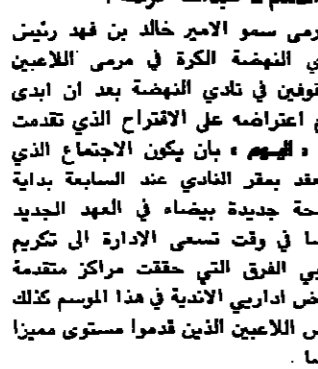 رمى سمو الامير خالد بن فهد رئيس
ي النهضة الكرة في مرمى اللاعبين
قوفين في نادي النهضة بعد ان ابدى
م اعتراضه على الاقتراح الذي تقدمت
« اليوم » بان يكون الاجتماع الذي
عقد بمقر النادي عند السابعة بداية
حة جديدة بيضاء في العهد الجديد
سا في وقت تسعى الادارة الى تكريم
بي الفرق التي حققت مراكز متقدمة
ض اداريي الاندية في هذا الموسم كذلك
ض اللاعبين الذين قدموا مستوى مميزا
سا .